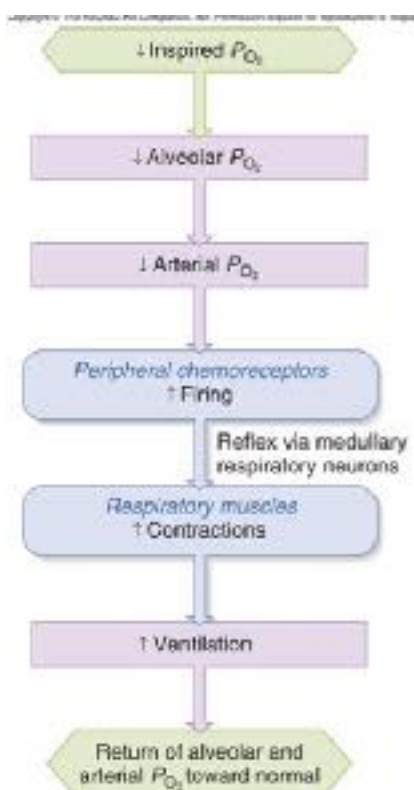 ↓Inspired PO₂
↓Alveolar PO₂
↓Arterial PO₂
Peripheral chemoreceptors
↑Firing
Reflex via medullary
respiratory neurons
Respiratory muscles
↑Contractions
↑Ventilation
Return of alveolar and
arterial PO₂ toward normal